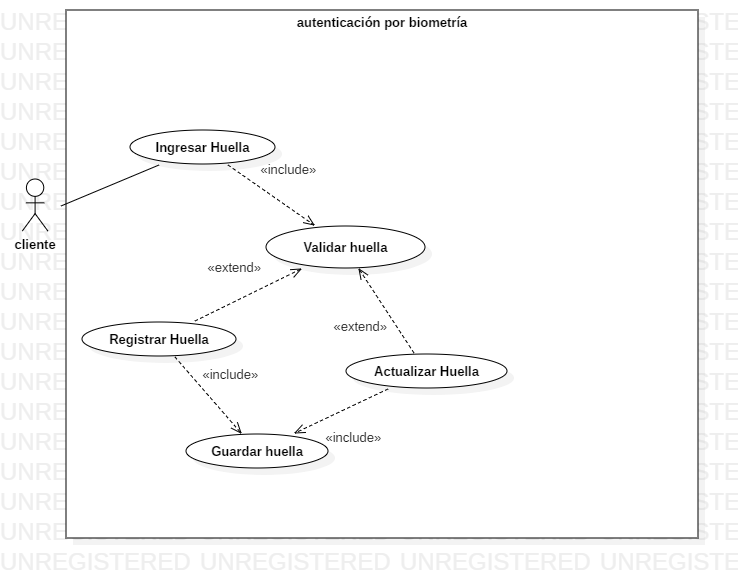 autenticación por biometría
Ingresar Huella
«include»
cliente
Validar huella
«extend»
«extend»
Registrar Huella
Actualizar Huella
«include»
«include»
Guardar huella
UNREGISTERED UNREGISTERED UNREGISTERED UNREGISTERED